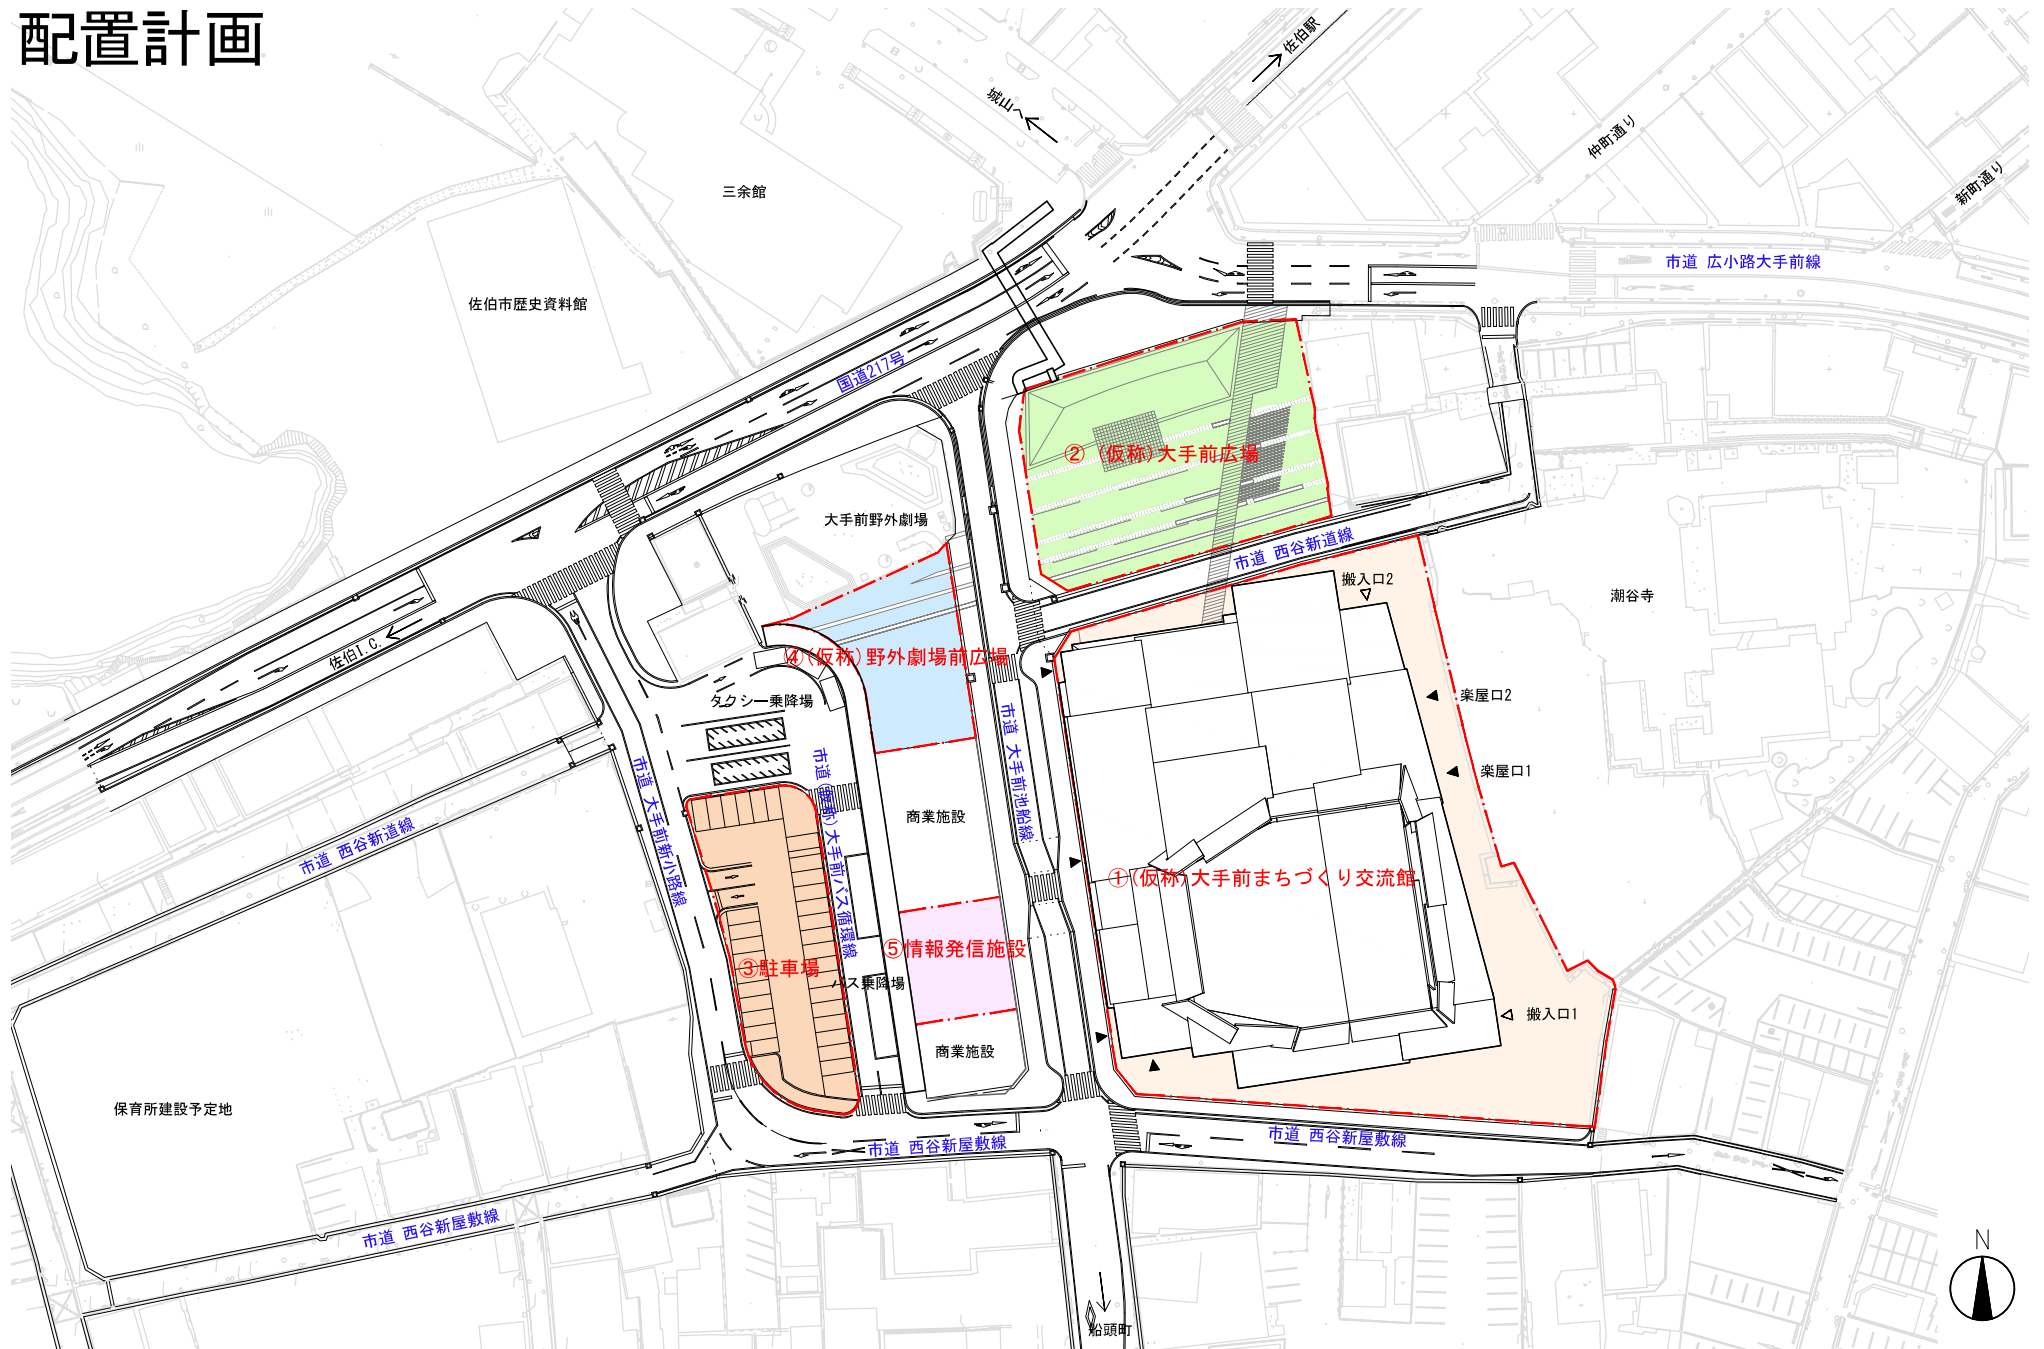 配置計画
佐伯駅
城山へ
仲町通り
新町通り
三余館
市道 広小路大手前線
佐伯市歴史資料館
国道217号
② (仮称)大手前広場
大手前野外劇場
市道 西谷新道線
搬入口2
潮谷寺
佐伯I.C.
④(仮称)野外劇場前広場
タクシー乗降場
楽屋口2
市道 大手前池船線
楽屋口1
市道 大手前新小路線
市道 (仮称)大手前バス循環線
商業施設
市道 西谷新道線
①(仮称)大手前まちづくり交流館
⑤情報発信施設
③駐車場
バス乗降場
搬入口1
商業施設
保育所建設予定地
市道 西谷新屋敷線
市道 西谷新屋敷線
市道 西谷新屋敷線
N
船頭町